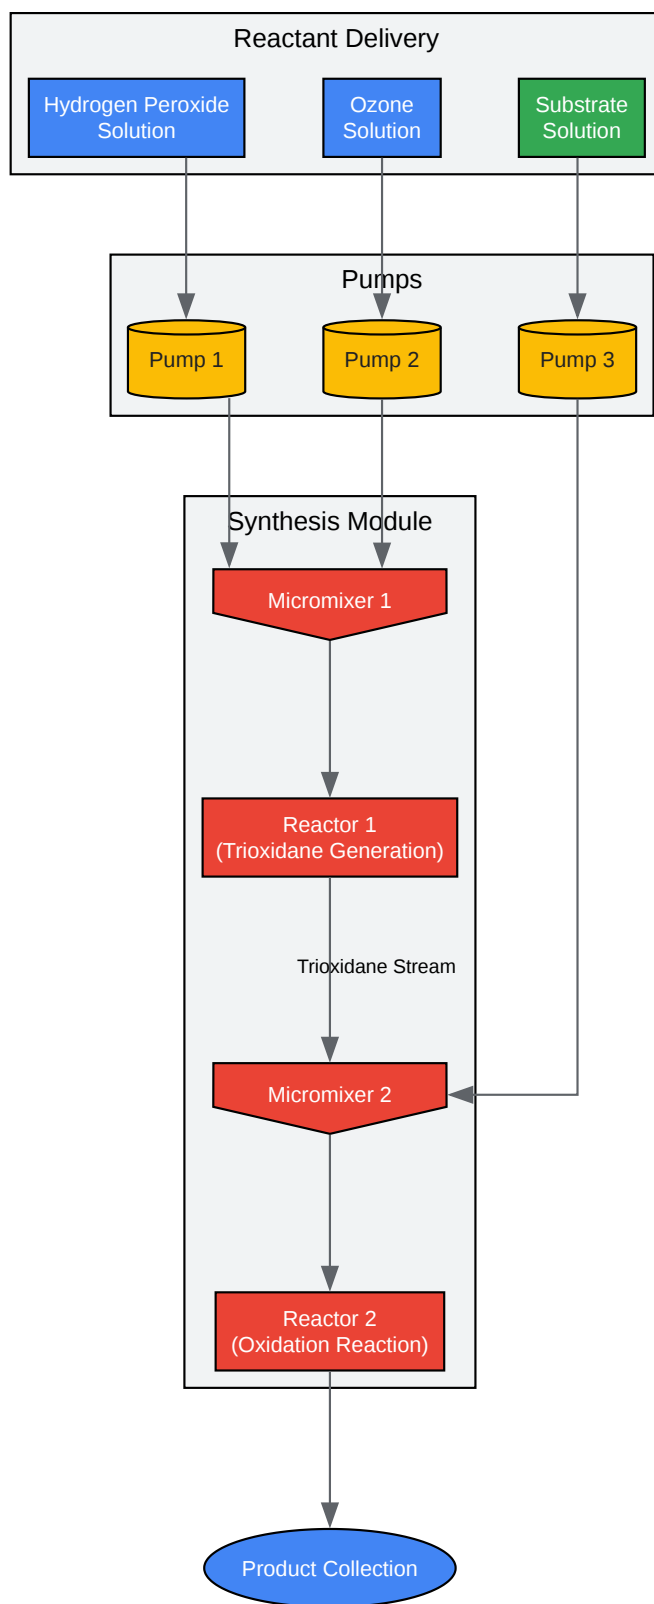 Reactant Delivery
Hydrogen Peroxide
Solution
Ozone
Solution
Substrate
Solution
Pumps
Pump 1
Pump 2
Pump 3
Synthesis Module
Micromixer 1
Reactor 1
(Trioxidane Generation)
Trioxidane Stream
Micromixer 2
Reactor 2
(Oxidation Reaction)
Product Collection